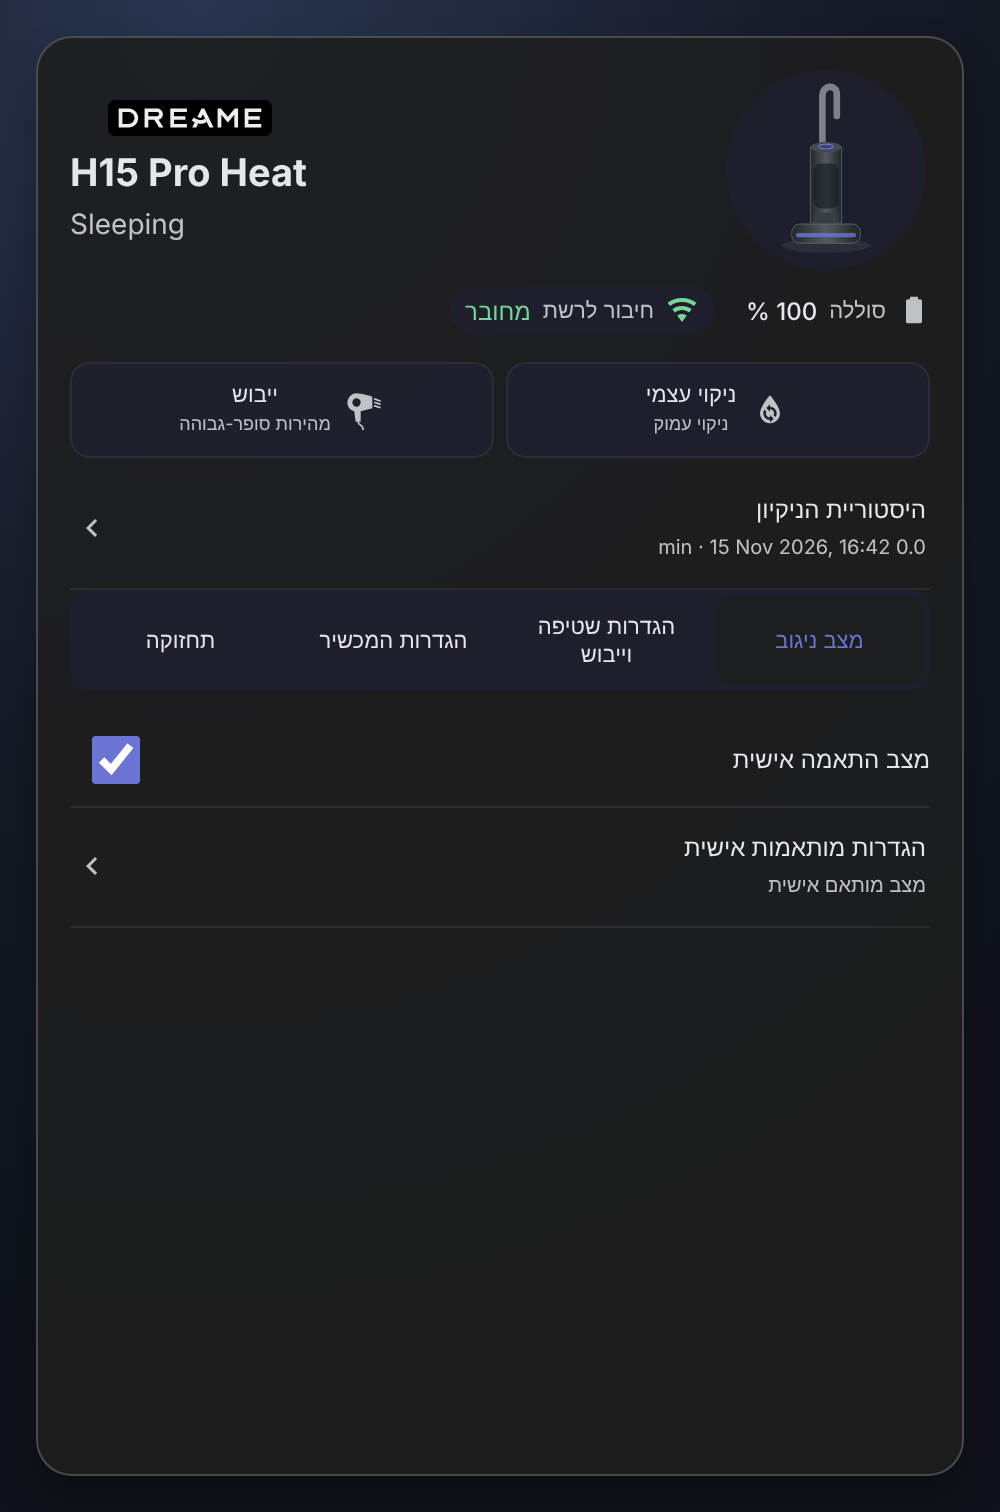 DREAME
H15 Pro Heat
Sleeping
סוללה 100 %
חיבור לרשת מחובר
ניקוי עצמי
ניקוי עמוק
ייבוש
מהירות סופר-גבוהה
היסטוריית הניקיון
0.0 min · 15 Nov 2026, 16:42
מצב ניגוב
הגדרות שטיפה
וייבוש
הגדרות המכשיר
תחזוקה
מצב התאמה אישית
הגדרות מותאמות אישית
מצב מותאם אישית